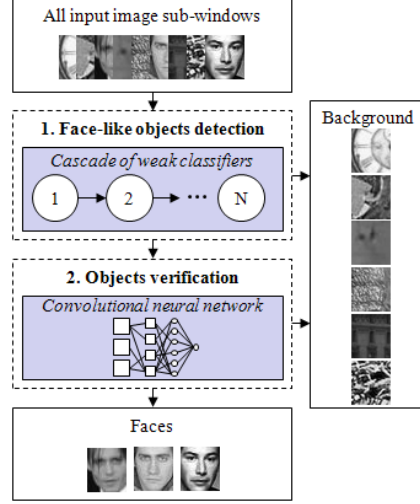 All input image sub-windows
1. Face-like objects detection
Cascade of weak classifiers
1 2 ••• N
Background
2. Objects verification
Convolutional neural network
Faces